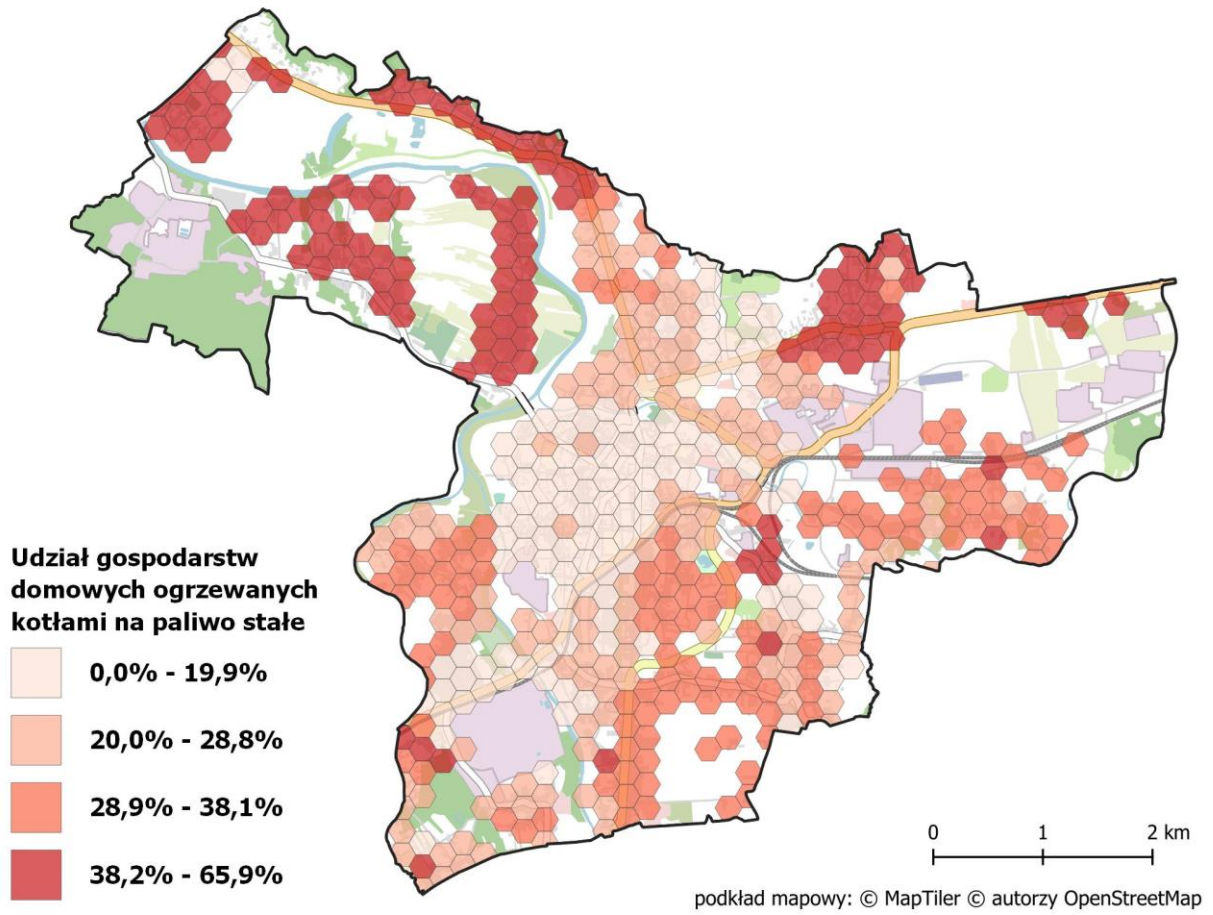 Udział gospodarstw
domowych ogrzewanych
kotłami na paliwo stałe
0,0% - 19,9%
20,0% - 28,8%
28,9% - 38,1%
38,2% - 65,9%
0 1 2 km
podkład mapowy: © MapTiler © autorzy OpenStreetMap